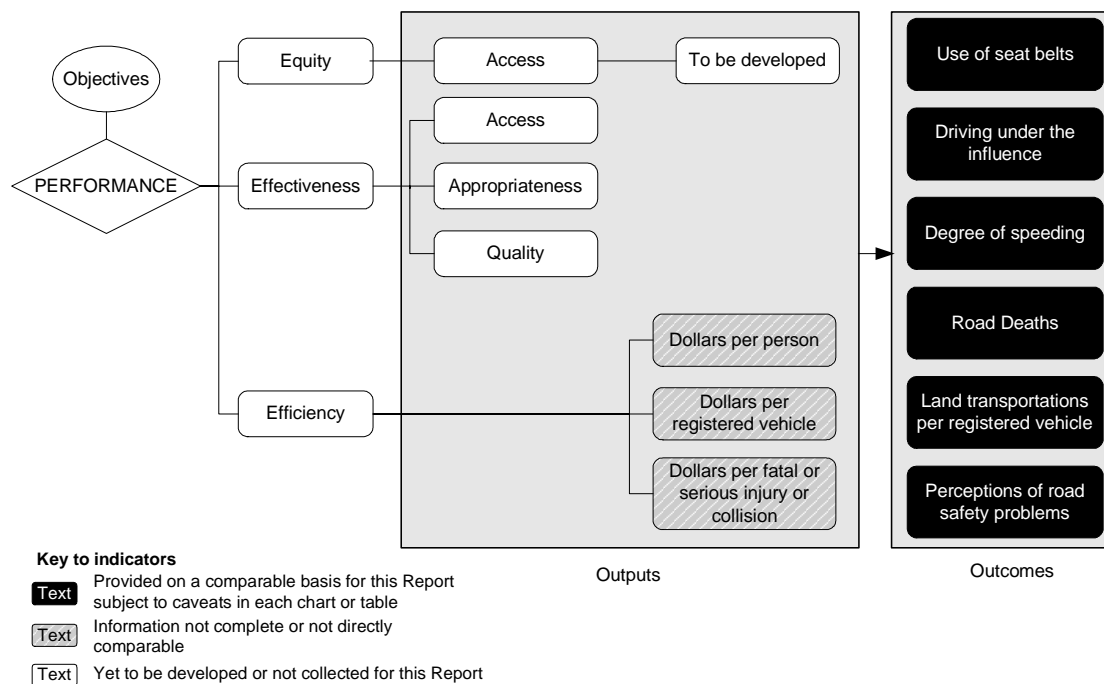 Objectives
PERFORMANCE
Equity
Access
To be developed
Effectiveness
Access
Appropriateness
Quality
Efficiency
Dollars per person
Dollars per
registered vehicle
Dollars per fatal or
serious injury or
collision
Outputs
Use of seat belts
Driving under the
influence
Degree of speeding
Road Deaths
Land transportations
per registered vehicle
Perceptions of road
safety problems
Outcomes
Key to indicators
Text
Provided on a comparable basis for this Report
subject to caveats in each chart or table
Text
Information not complete or not directly
comparable
Text
Yet to be developed or not collected for this Report